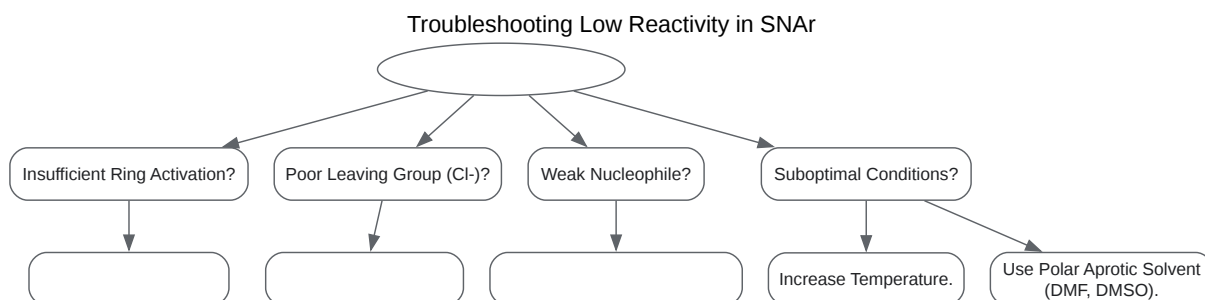 Troubleshooting Low Reactivity in SNAr
Insufficient Ring Activation?
Poor Leaving Group (Cl-)?
Weak Nucleophile?
Suboptimal Conditions?
Increase Temperature.
Use Polar Aprotic Solvent
(DMF, DMSO).